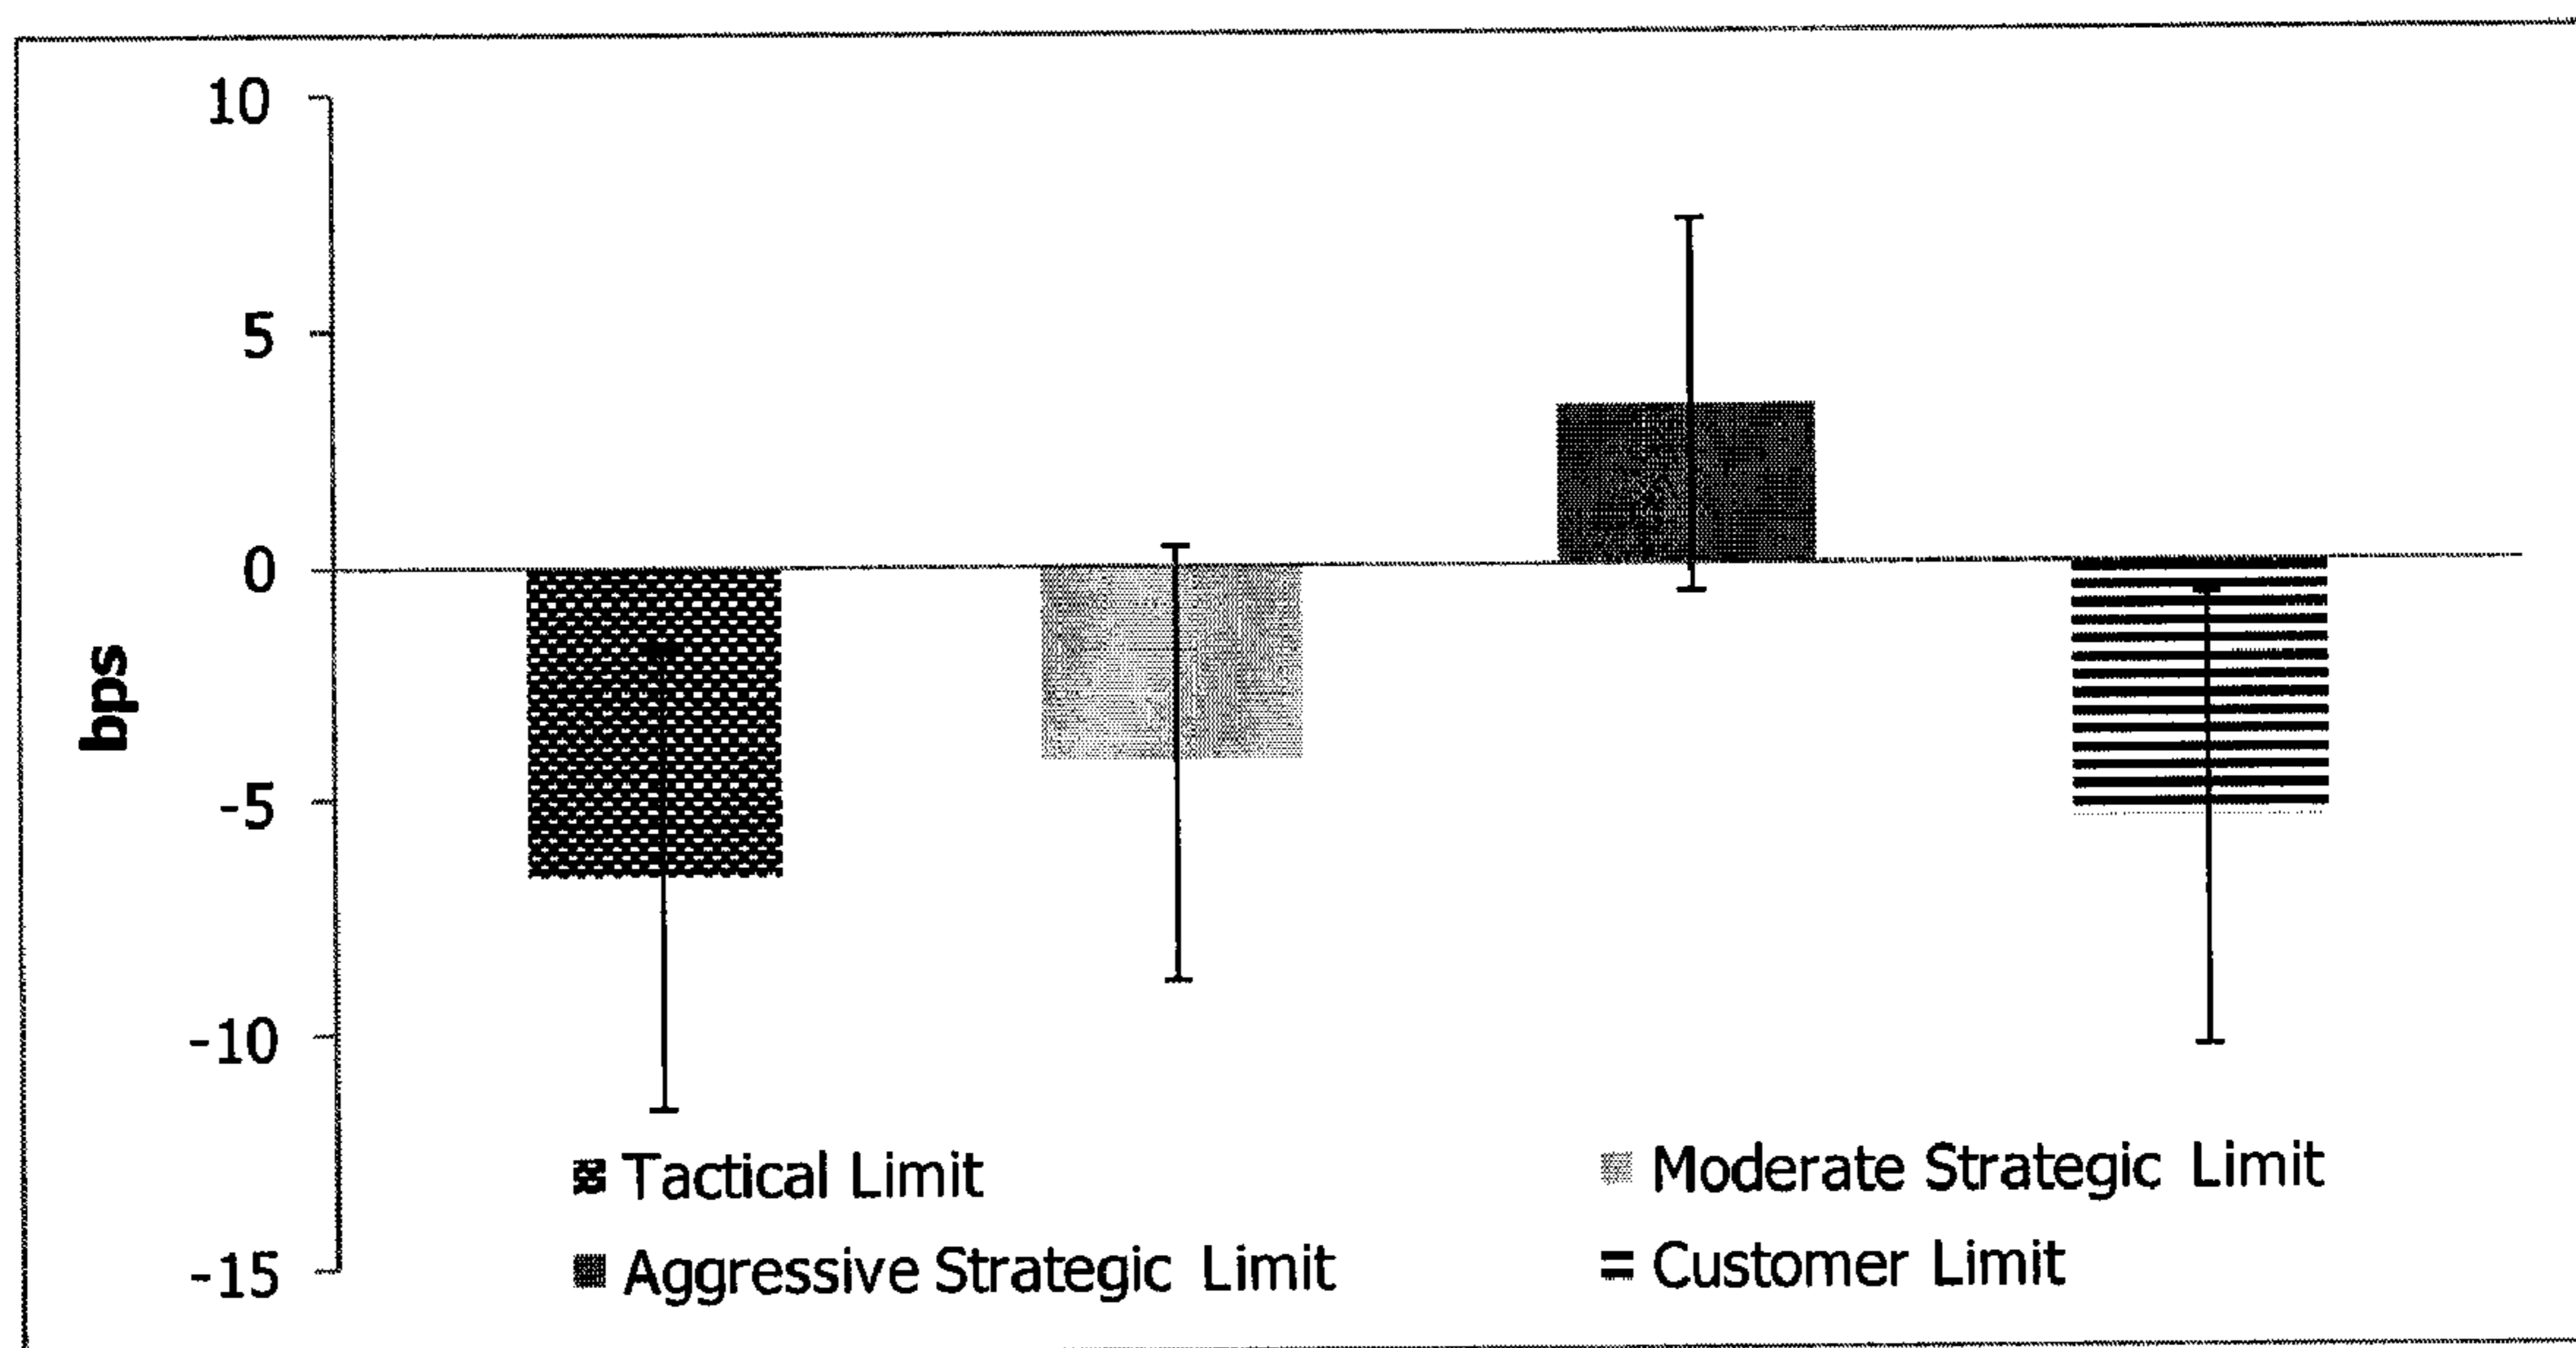 10
5
0
-5
-10
-15
bps
Tactical Limit
Moderate Strategic Limit
Aggressive Strategic Limit
Customer Limit